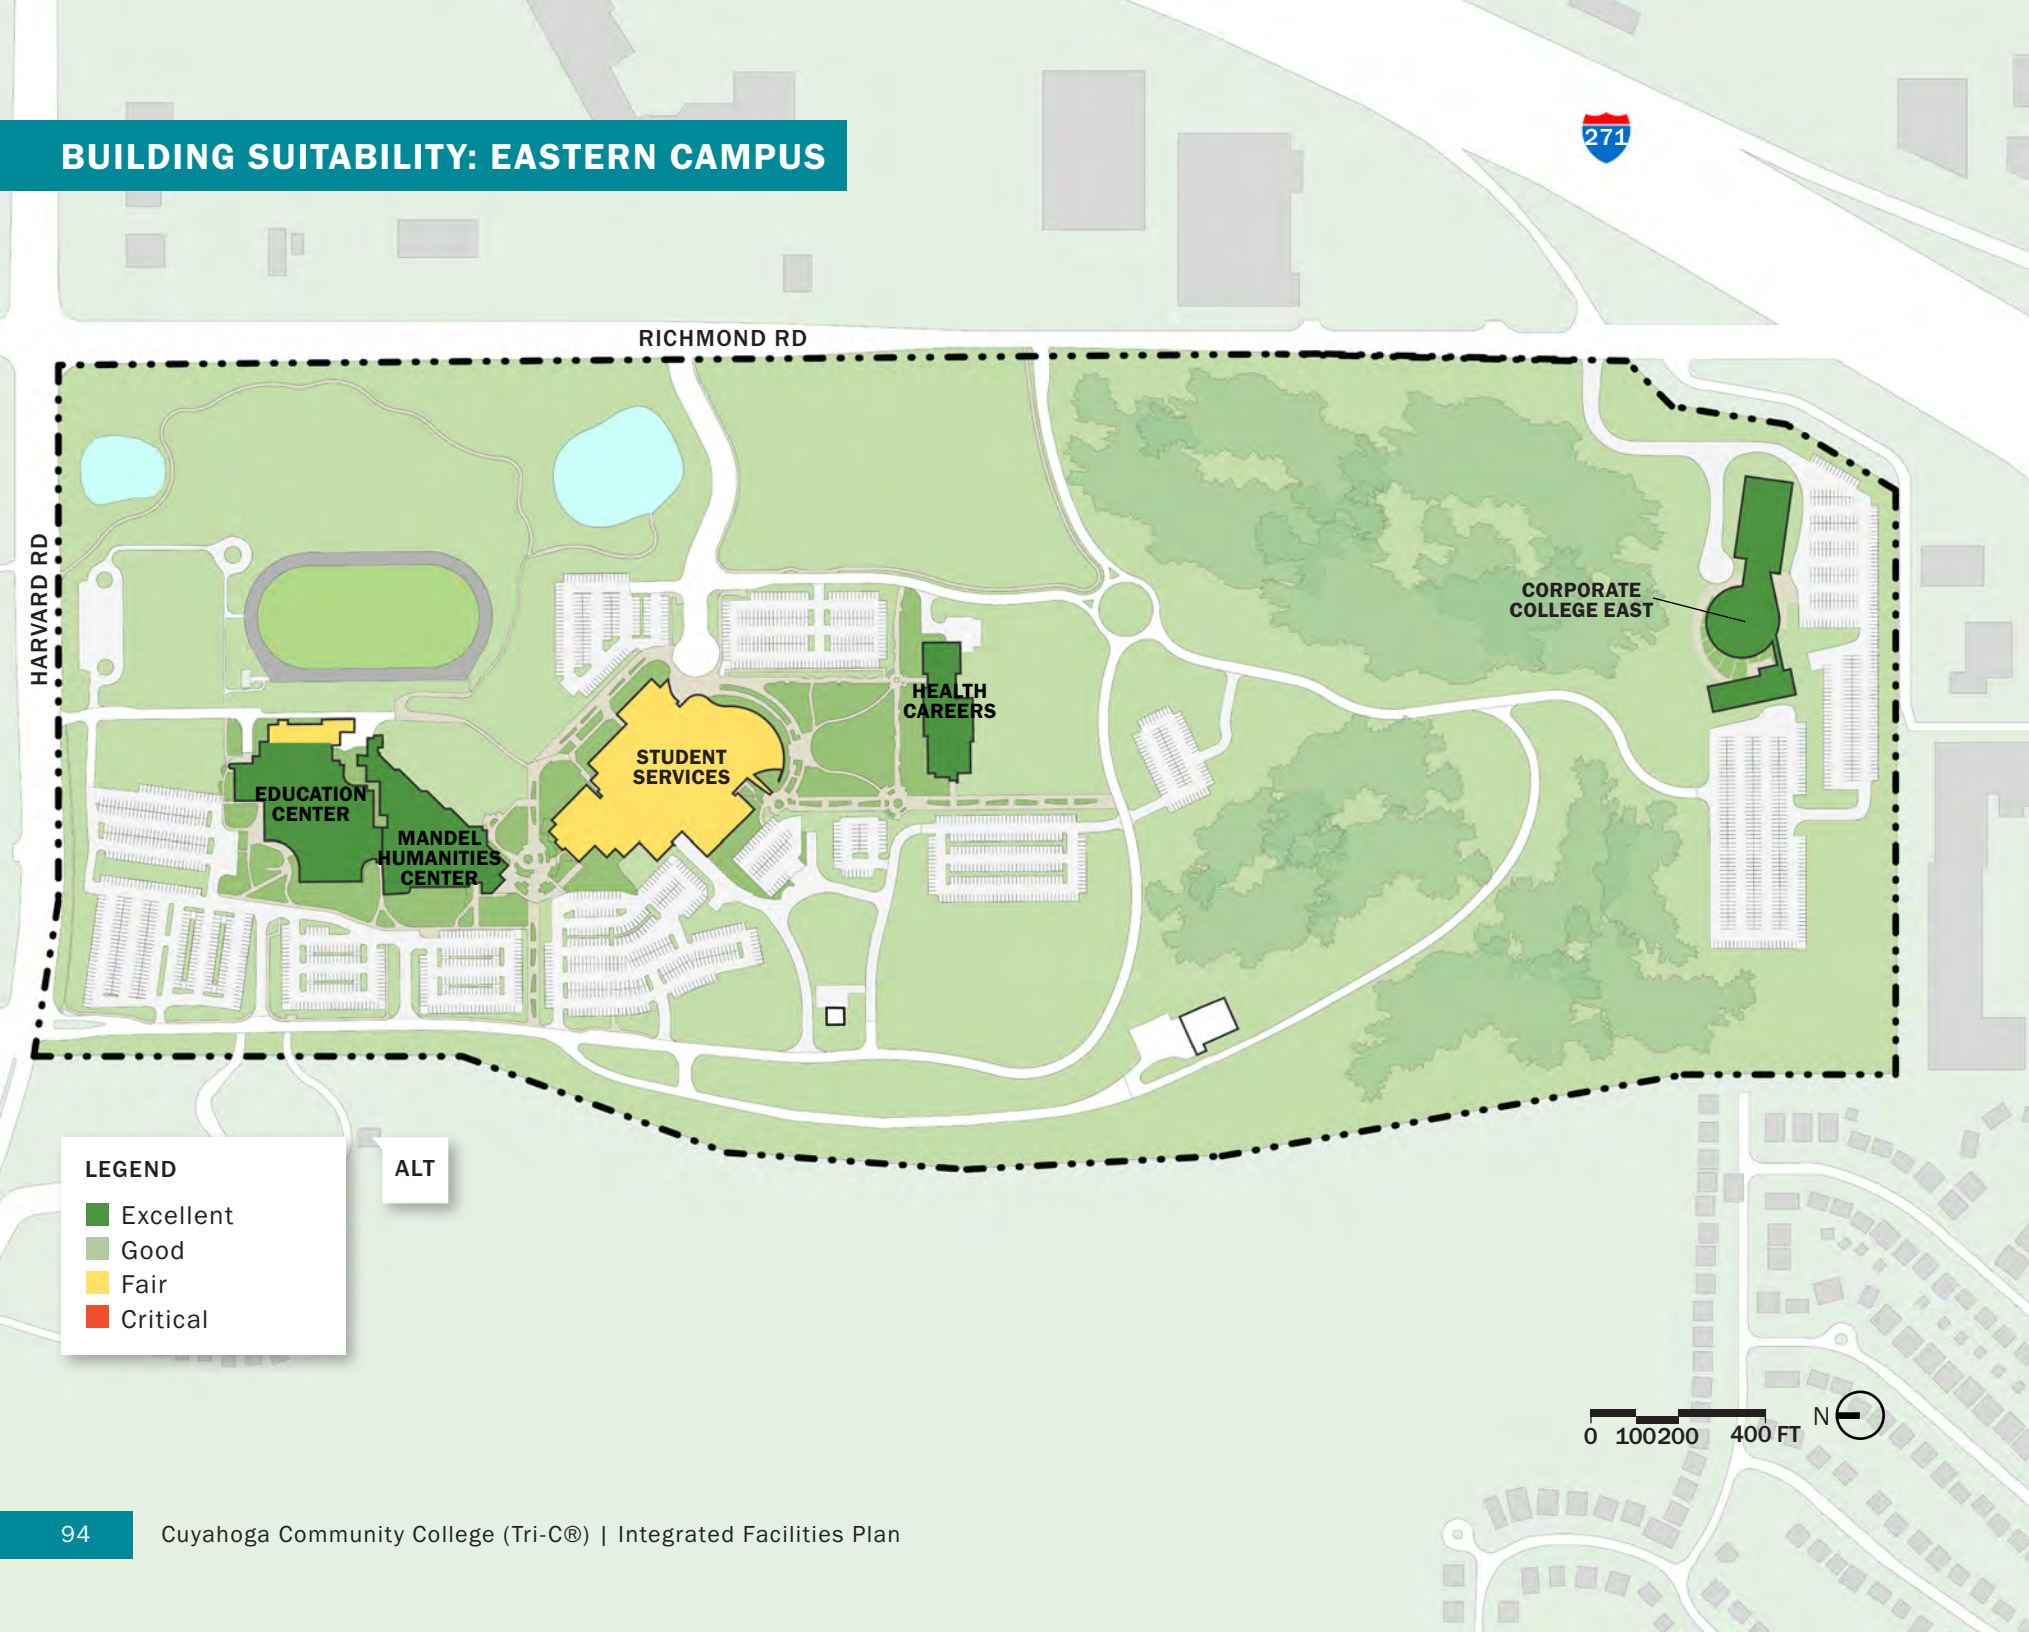 BUILDING SUITABILITY: EASTERN CAMPUS
271
RICHMOND RD
HARVARD RD
CORPORATE
COLLEGE EAST
HEALTH
CAREERS
STUDENT
SERVICES
EDUCATION
CENTER
MANDEL
HUMANITIES
CENTER
LEGEND
Excellent
Good
Fair
Critical
ALT
0 100 200 400 FT
N
94
Cuyahoga Community College (Tri-C®) | Integrated Facilities Plan